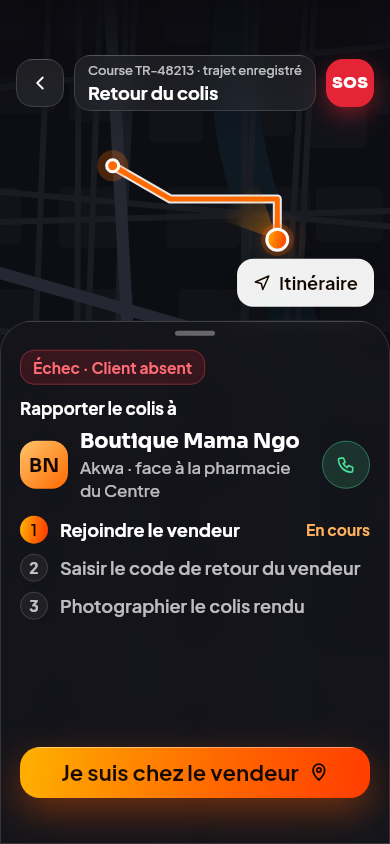 Course TR-48213 · trajet enregistré
Retour du colis
SOS
Itinéraire
Échec · Client absent
Rapporter le colis à
BN
Boutique Mama Ngo
Akwa · face à la pharmacie
du Centre
1 Rejoindre le vendeur En cours
2 Saisir le code de retour du vendeur
3 Photographier le colis rendu
Je suis chez le vendeur